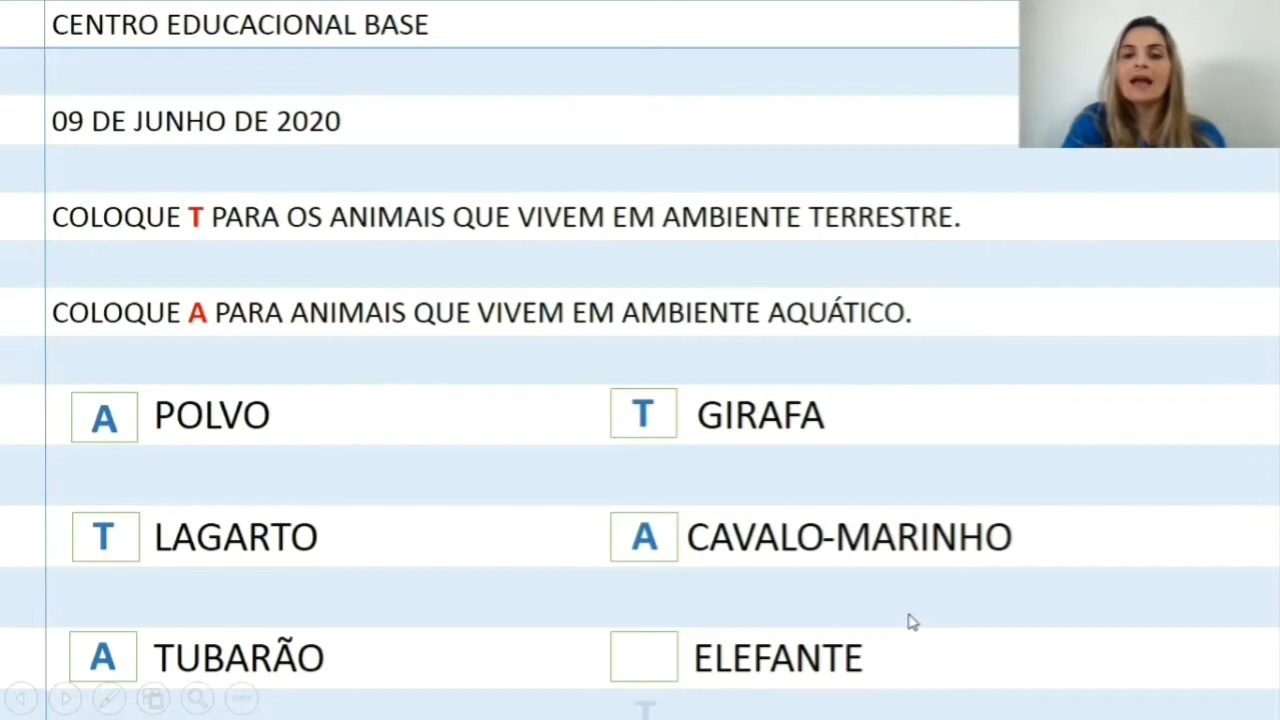 CENTRO EDUCACIONAL BASE
09 DE JUNHO DE 2020
COLOQUE T PARA OS ANIMAIS QUE VIVEM EM AMBIENTE TERRESTRE.
COLOQUE A PARA ANIMAIS QUE VIVEM EM AMBIENTE AQUÁTICO.
A POLVO
T GIRAFA
T LAGARTO
A CAVALO-MARINHO
A TUBARÃO
ELEFANTE
T